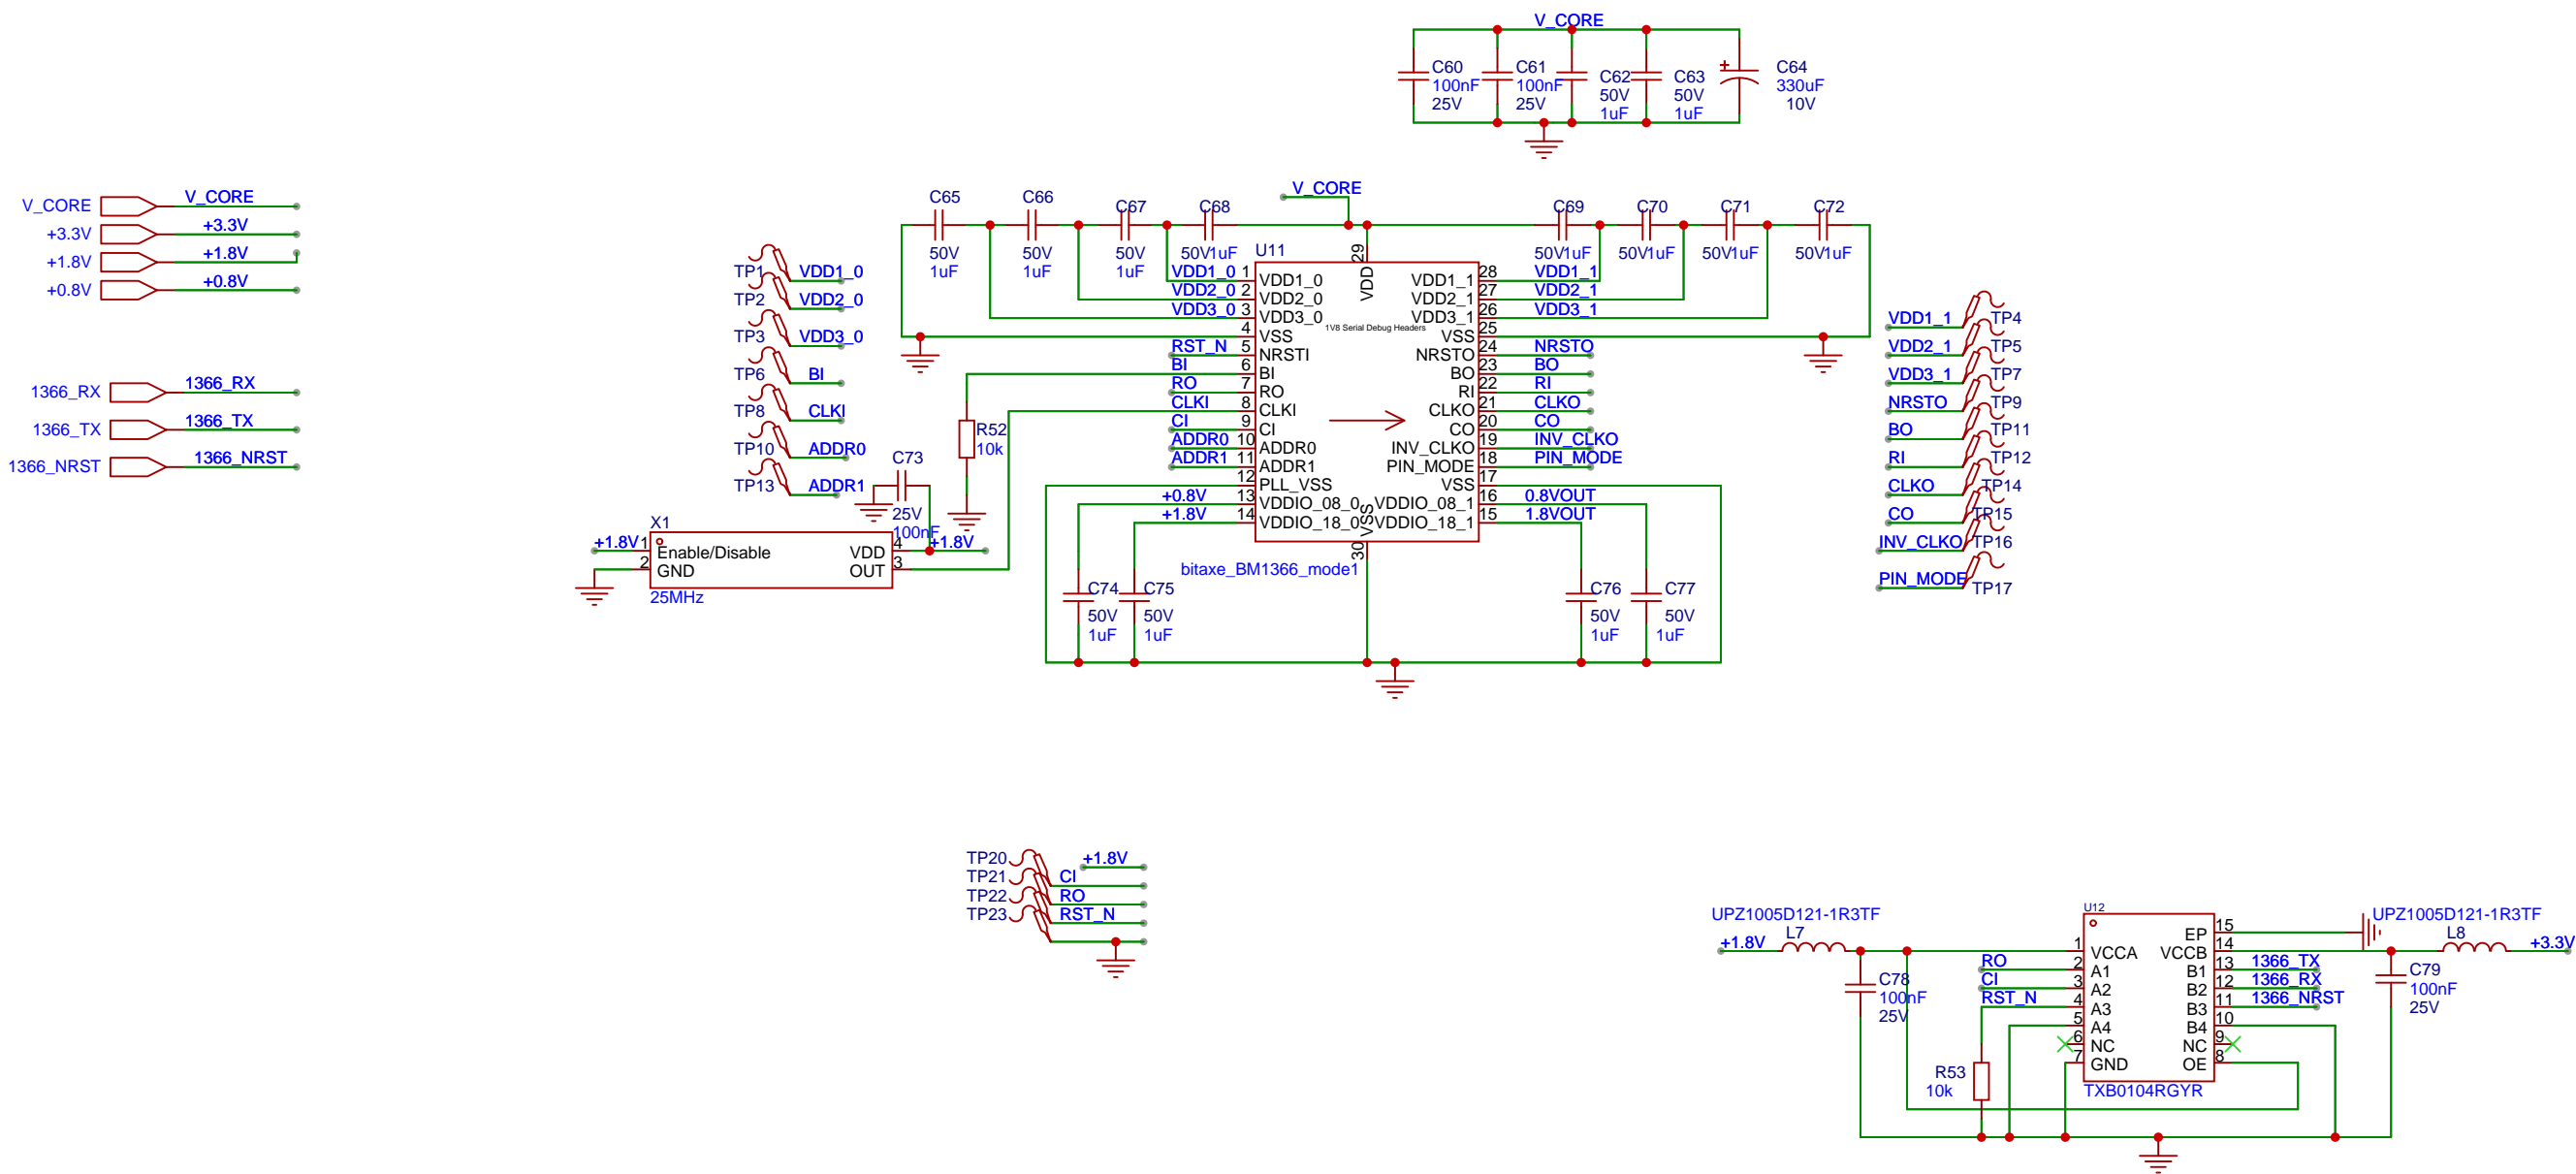 V_CORE
C60
100nF
25V
C61
100nF
25V
C62
50V
1uF
C63
50V
1uF
C64
330uF
10V
+
V_CORE V_CORE
+3.3V +3.3V
+1.8V +1.8V
+0.8V +0.8V
1366_RX 1366_RX
1366_TX 1366_TX
1366_NRST 1366_NRST
TP1 VDD1_0
TP2 VDD2_0
TP3 VDD3_0
TP6 BI
TP8 CLKI
TP10 ADDR0
TP13 ADDR1
C65
50V
1uF
C66
50V
1uF
C67
50V
1uF
C68
50V1uF
V_CORE
C69
50V1uF
C70
50V1uF
C71
50V1uF
C72
50V1uF
U11
29
VDD
VDD1_0 1 VDD1_0
VDD2_0 2 VDD2_0
VDD3_0 3 VDD3_0
4 VSS
RST_N 5 NRSTI
BI 6 BI
RO 7 RO
CLKI 8 CLKI
CI 9 CI
ADDR0 10 ADDR0
ADDR1 11 ADDR1
12 PLL_VSS
+0.8V 13 VDDIO_08_0
+1.8V 14 VDDIO_18_0
1V8 Serial Debug Headers
VDD1_1 28 VDD1_1
VDD2_1 27 VDD2_1
VDD3_1 26 VDD3_1
VSS 25
NRSTO 24 NRSTO
BO 23 BO
RI 22 RI
CLKO 21 CLKO
CO 20 CO
INV_CLKO 19 INV_CLKO
PIN_MODE 18 PIN_MODE
VSS 17
VDDIO_08_1 16 0.8VOUT
VDDIO_18_1 15 1.8VOUT
VSS
30
bitaxe_BM1366_mode1
R52
10k
C73
25V
100nF
X1
+1.8V 1 Enable/Disable
2 GND
VDD 4 +1.8V
OUT 3
25MHz
C74
50V
1uF
C75
50V
1uF
C76
50V
1uF
C77
50V
1uF
VDD1_1 TP4
VDD2_1 TP5
VDD3_1 TP7
NRSTO TP9
BO TP11
RI TP12
CLKO TP14
CO TP15
INV_CLKO TP16
PIN_MODE TP17
TP20 +1.8V
TP21 CI
TP22 RO
TP23 RST_N
UPZ1005D121-1R3TF
L7
+1.8V
C78
100nF
25V
R53
10k
U12
1 VCCA
RO 2 A1
CI 3 A2
RST_N 4 A3
5 A4
6 NC
7 GND
EP 15
VCCB 14
B1 13 1366_TX
B2 12 1366_RX
B3 11 1366_NRST
B4 10
NC 9
OE 8
TXB0104RGYR
UPZ1005D121-1R3TF
L8
+3.3V
C79
100nF
25V